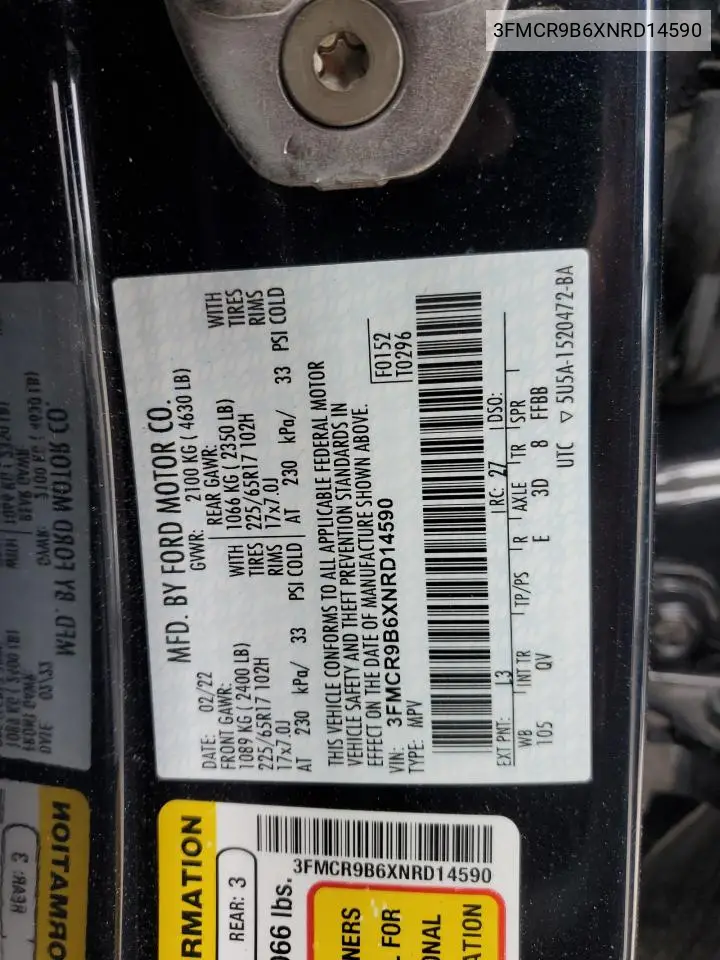 3FMCR9B6XNRD14590
MFD. BY FORD MOTOR CO.
DATE: 02/22 GVWR: 2100 KG ( 4630 LB)
FRONT GAWR: REAR GAWR:
1089 KG ( 2400 LB) WITH 1066 KG ( 2350 LB) WITH
225/65R17 102H TIRES 225/65R17 102H TIRES
17x7.0J RIMS 17x7.0J RIMS
AT 230 kPa/ 33 PSI COLD AT 230 kPa/ 33 PSI COLD
THIS VEHICLE CONFORMS TO ALL APPLICABLE FEDERAL MOTOR
VEHICLE SAFETY AND THEFT PREVENTION STANDARDS IN
EFFECT ON THE DATE OF MANUFACTURE SHOWN ABOVE.
VIN: 3FMCR9B6XNRD14590 F0152
TYPE: MPV T0296
EXT PNT: L3 RC: 27 DSO:
WB INT TR TP/PS R AXLE TR SPR
105 QV E 3D 8 FFBB
UTC ▽ 5U5A-1520472-BA
RMATION
REAR: 3
066 lbs.
3FMCR9B6XNRD14590
NERS
FOR
ONAL
ATION